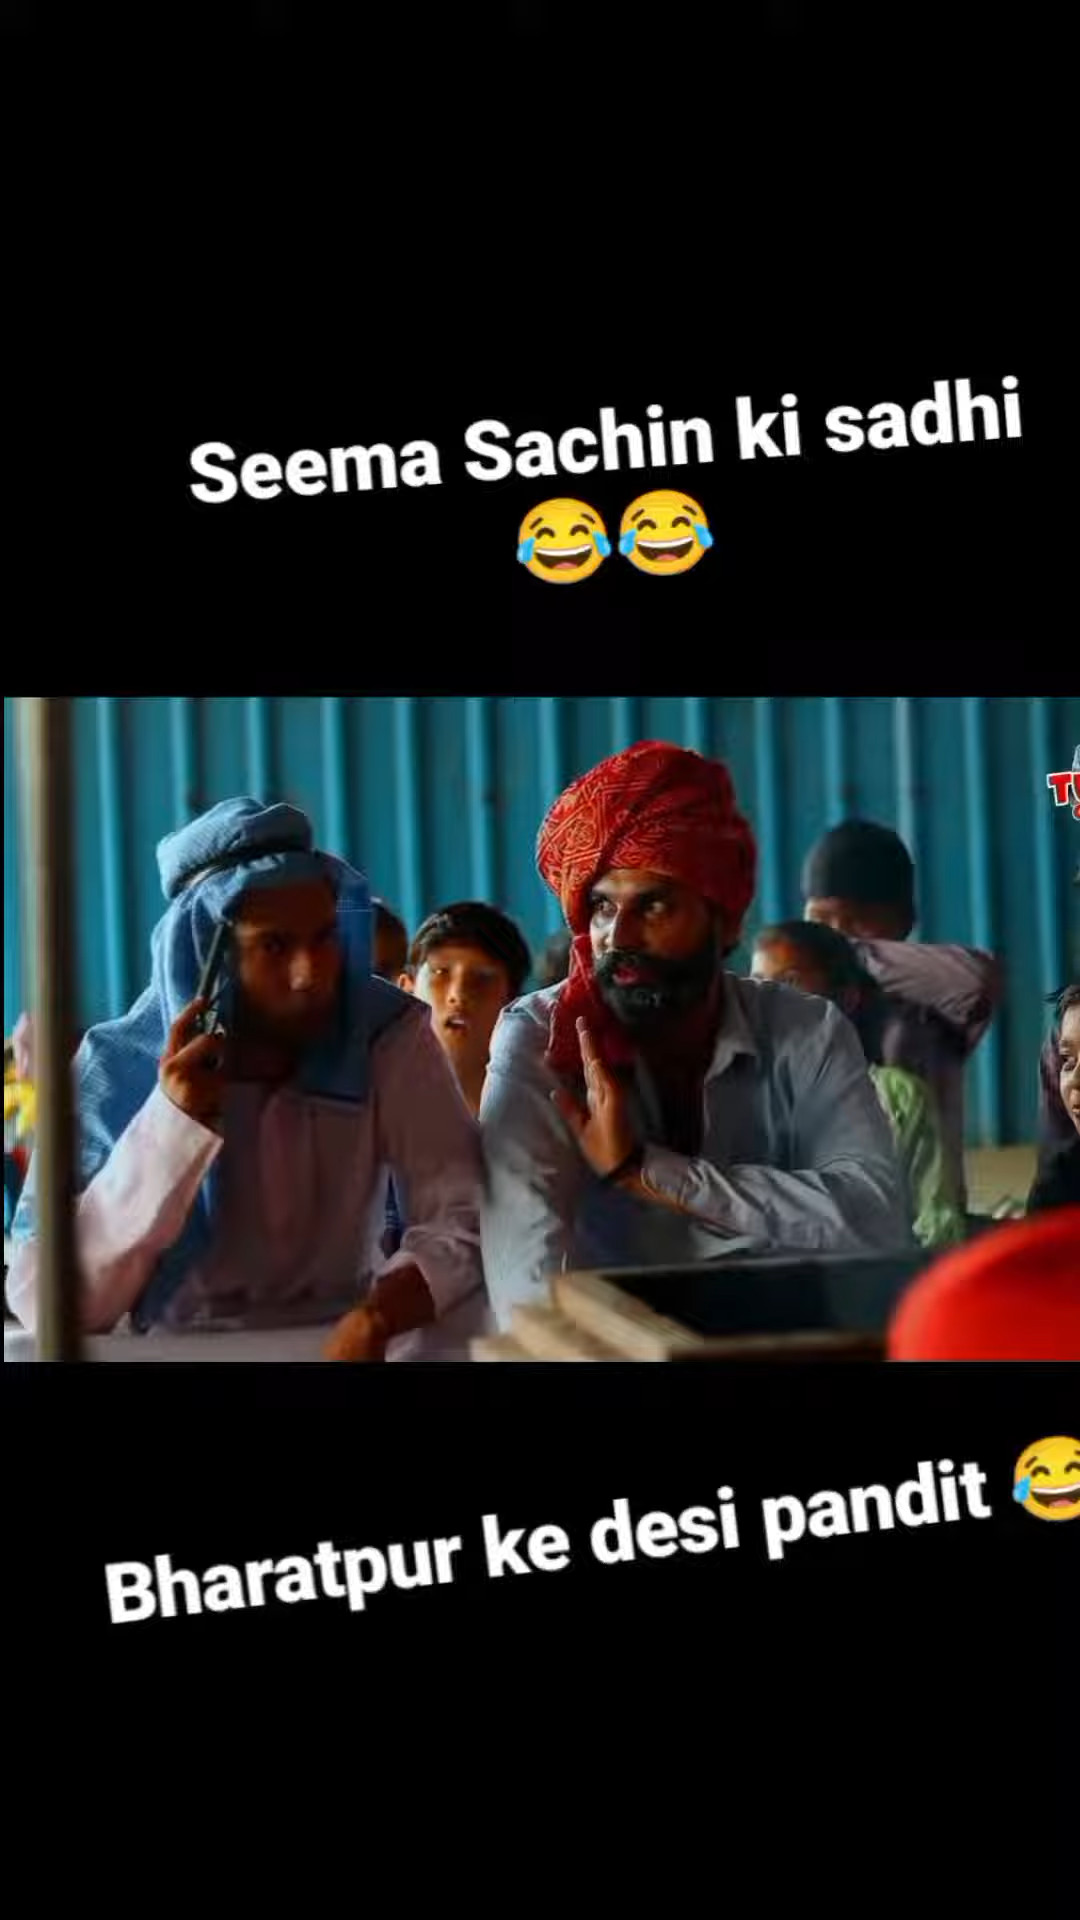 Seema Sachin ki sadhi
😂😂
Bharatpur ke desi pandit 😂